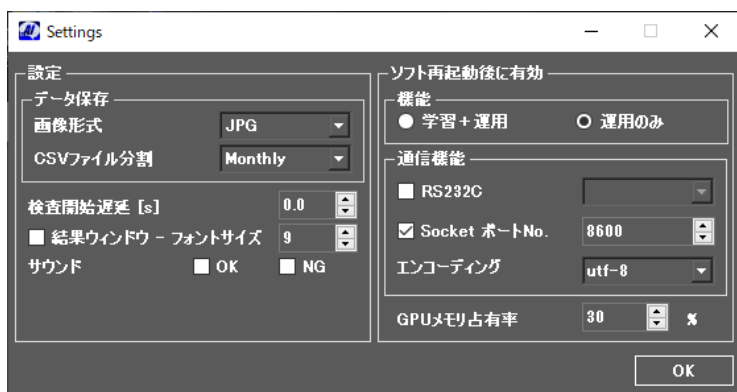 Settings
設定
データ保存
画像形式 JPG
CSVファイル分割 Monthly
検査開始遅延 [s] 0.0
結果ウィンドウ - フォントサイズ 9
サウンド OK NG
ソフト再起動後に有効
機能
学習+運用 運用のみ
通信機能
RS232C
Socket ポートNo. 8600
エンコーディング utf-8
GPUメモリ占有率 30 %
OK